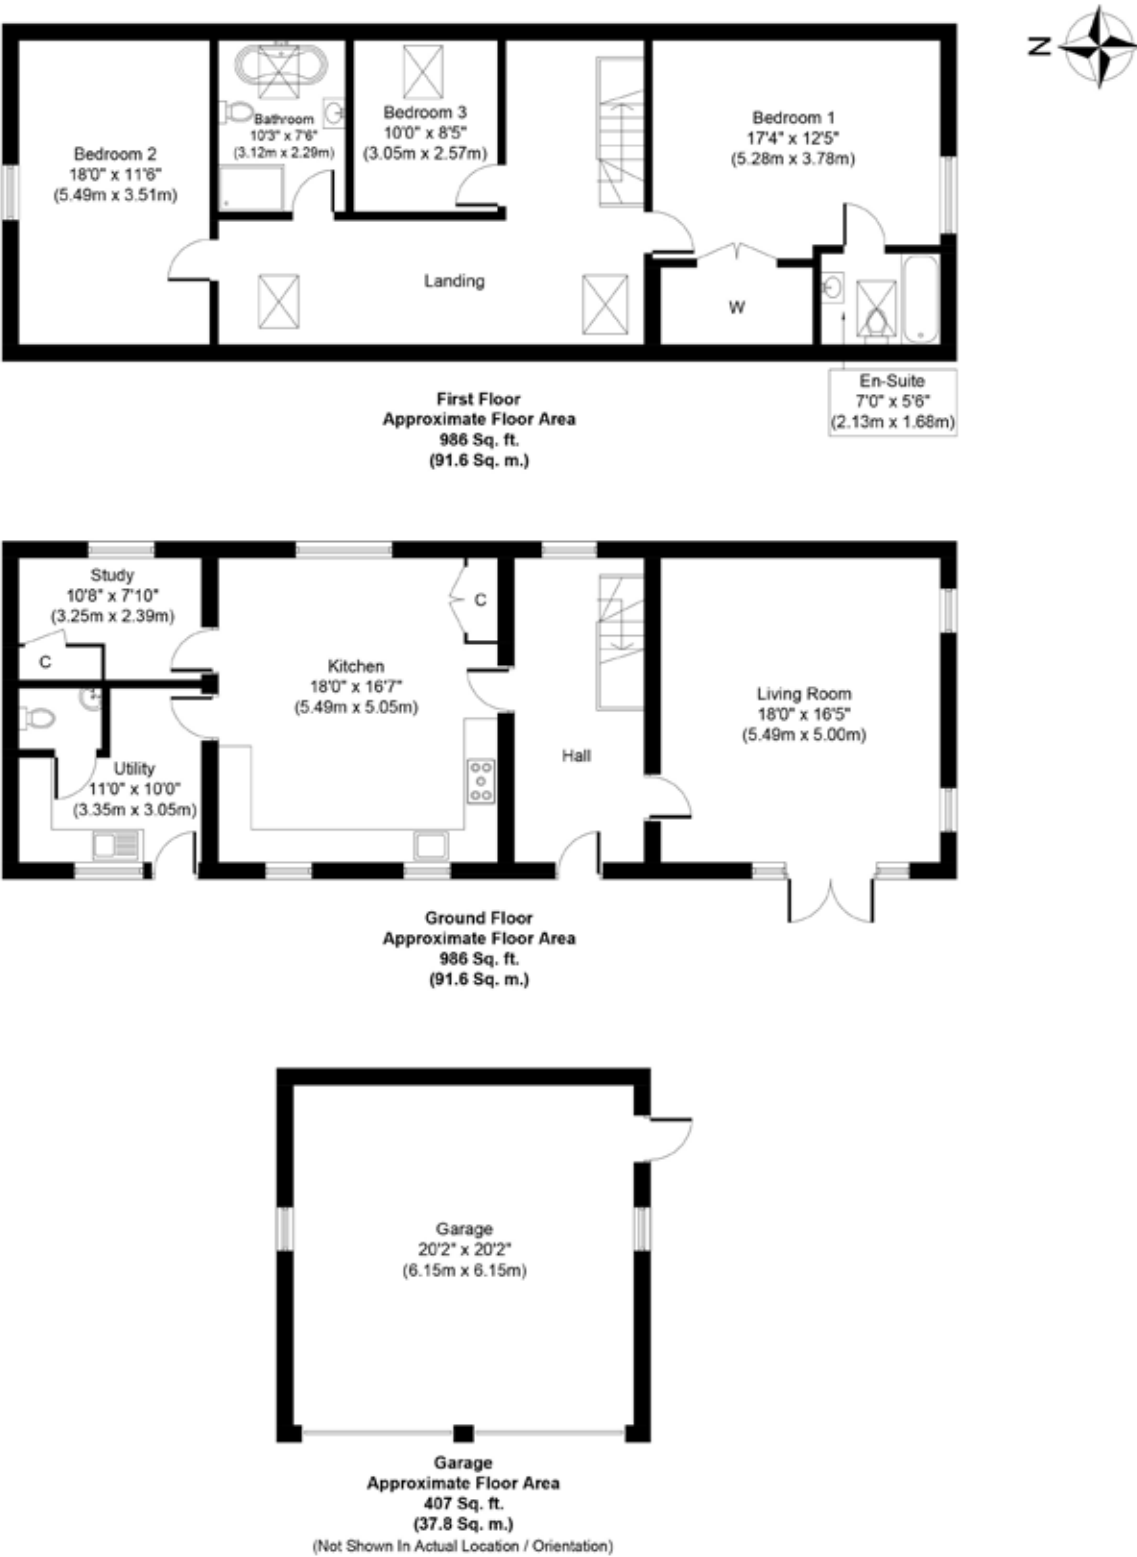 N
Bedroom 2
18'0" x 11'6"
(5.49m x 3.51m)
Bathroom
10'3" x 7'6"
(3.12m x 2.29m)
Bedroom 3
10'0" x 8'5"
(3.05m x 2.57m)
Bedroom 1
17'4" x 12'5"
(5.28m x 3.78m)
Landing
W
En-Suite
7'0" x 5'6"
(2.13m x 1.68m)
First Floor
Approximate Floor Area
986 Sq. ft.
(91.6 Sq. m.)
Study
10'8" x 7'10"
(3.25m x 2.39m)
C
C
Kitchen
18'0" x 16'7"
(5.49m x 5.05m)
Living Room
18'0" x 16'5"
(5.49m x 5.00m)
Hall
Utility
11'0" x 10'0"
(3.35m x 3.05m)
Ground Floor
Approximate Floor Area
986 Sq. ft.
(91.6 Sq. m.)
Garage
20'2" x 20'2"
(6.15m x 6.15m)
Garage
Approximate Floor Area
407 Sq. ft.
(37.8 Sq. m.)
(Not Shown In Actual Location / Orientation)